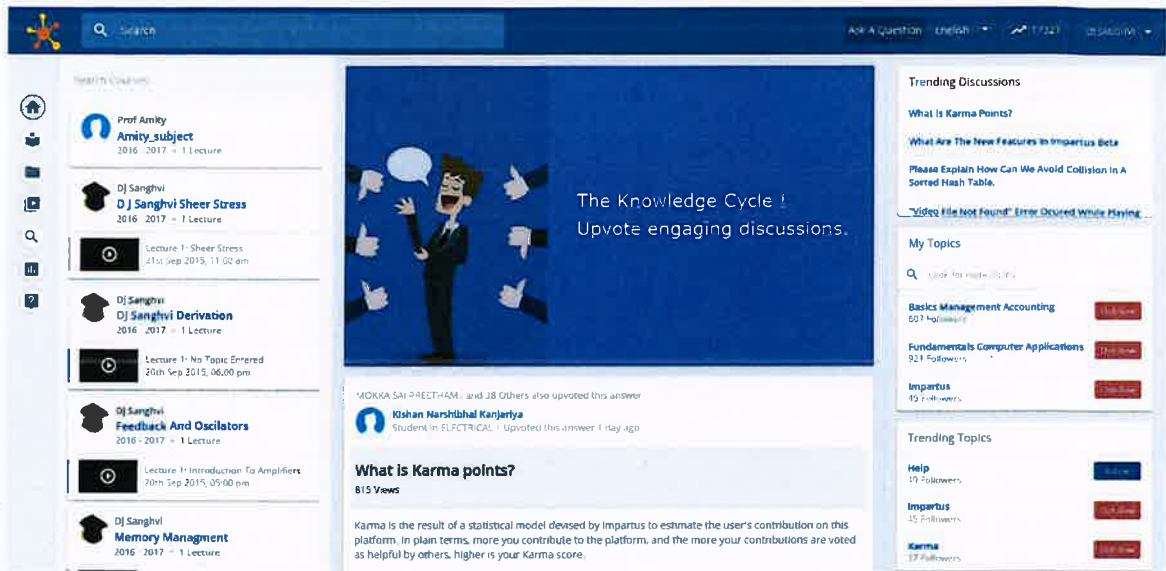 Search
Ask A Question English
Search Courses
Prof Amity
Amity_subject
2016 - 2017 1 Lecture
DJ Sanghvi
D J Sanghvi Sheer Stress
2016 - 2017 1 Lecture
Lecture 1: Sheer Stress
21st Sep 2015, 11:00 am
DJ Sanghvi
DJ Sanghvi Derivation
2016 - 2017 1 Lecture
Lecture 1: No Topic Entered
20th Sep 2015, 06:00 pm
DJ Sanghvi
Feedback And Oscilators
2016 - 2017 1 Lecture
Lecture 1: Introduction To Amplifiers
20th Sep 2015, 05:00 pm
DJ Sanghvi
Memory Managment
2016 - 2017 1 Lecture
The Knowledge Cycle !
Upvote engaging discussions.
MOKKA SAI PREETHAM, and 38 Others also upvoted this answer
Kishan Narshibhai Kanjariya
Student in ELECTRICAL | Upvoted this answer 1 day ago
What is Karma points?
815 Views
Karma is the result of a statistical model devised by Impartus to estimate the user's contribution on this
platform. In plain terms, more you contribute to the platform, and the more your contributions are voted
as helpful by others, higher is your Karma score.
Trending Discussions
What Is Karma Points?
What Are The New Features In Impartus Beta
Please Explain How Can We Avoid Collision In A
Sorted Hash Table.
"Video File Not Found" Error Ocured While Playing
My Topics
Basics Management Accounting
607 Followers
Fundamentals Computer Applications
921 Followers
Impartus
45 Followers
Trending Topics
Help
Followers
Impartus
45 Followers
Karma
37 Followers